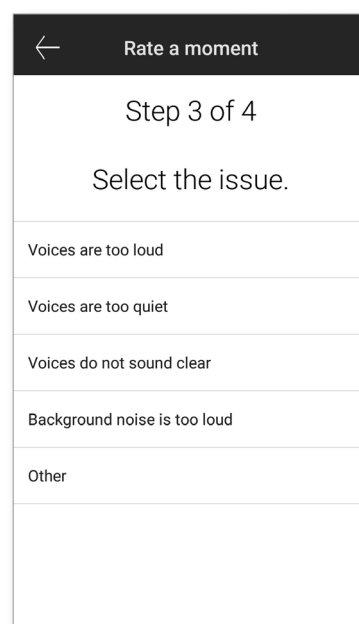 Rate a moment
Step 3 of 4
Select the issue.
Voices are too loud
Voices are too quiet
Voices do not sound clear
Background noise is too loud
Other